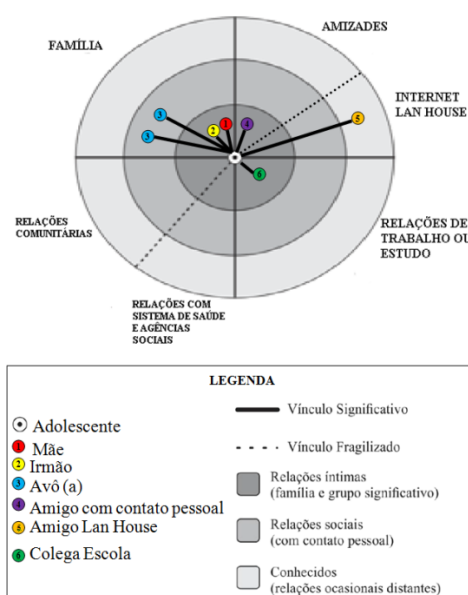 AMIZADES
FAMÍLIA
INTERNET
LAN HOUSE
3
3
2
1
4
5
6
RELAÇÕES
COMUNITÁRIAS
RELAÇÕES DE
TRABALHO OU
ESTUDO
RELAÇÕES COM
SISTEMA DE SAÚDE
E AGÊNCIAS
SOCIAIS
LEGENDA
Adolescente
1 Mãe
2 Irmão
3 Avô (a)
4 Amigo com contato pessoal
5 Amigo Lan House
6 Colega Escola
Vínculo Significativo
Vínculo Fragilizado
Relações íntimas
(família e grupo significativo)
Relações sociais
(com contato pessoal)
Conhecidos
(relações ocasionais distantes)